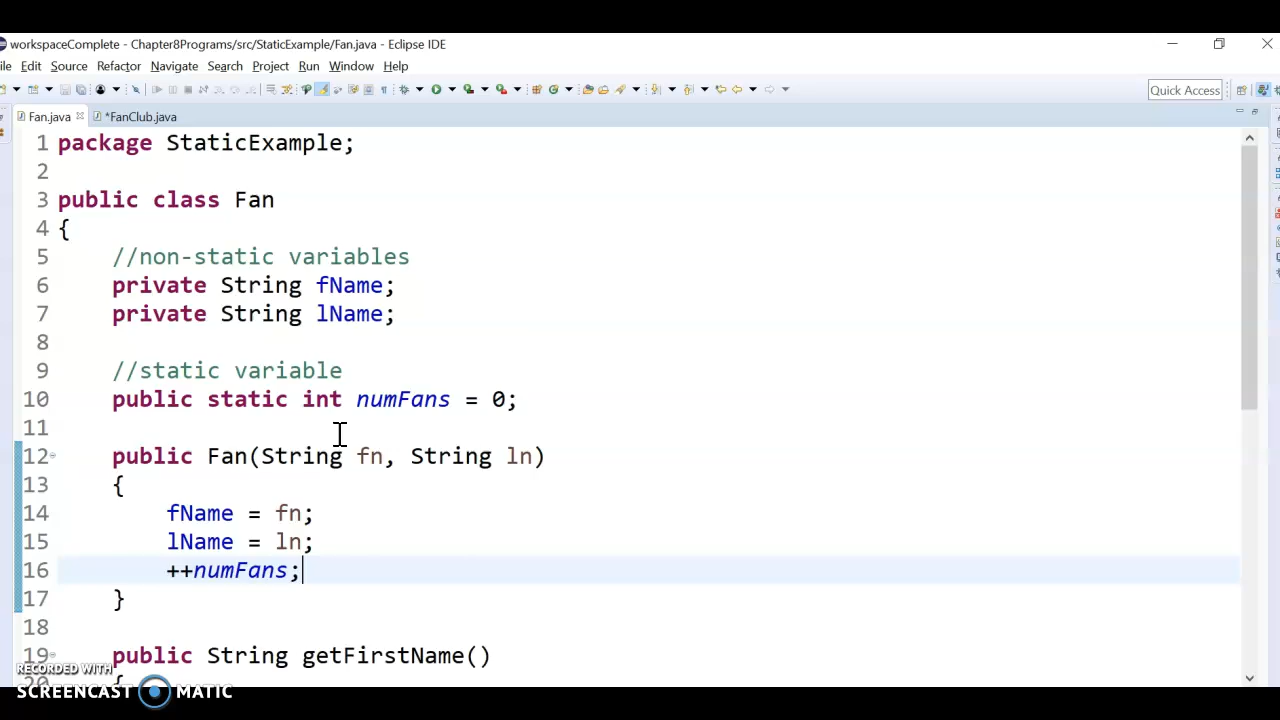 workspaceComplete - Chapter8Programs/src/StaticExample/Fan.java - Eclipse IDE
ile Edit Source Refactor Navigate Search Project Run Window Help
Quick Access
Fan.java *FanClub.java
1 package StaticExample;
2
3 public class Fan
4 {
5 //non-static variables
6 private String fName;
7 private String lName;
8
9 //static variable
10 public static int numFans = 0;
11
12 public Fan(String fn, String ln)
13 {
14 fName = fn;
15 lName = ln;
16 ++numFans;
17 }
18
19 public String getFirstName()
20 {
RECORDED WITH
SCREENCAST MATIC